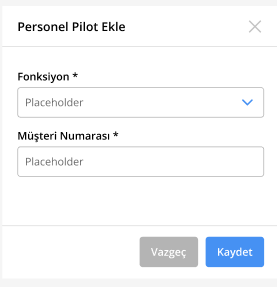 Personel Pilot Ekle
Fonksiyon *
Placeholder
Müşteri Numarası *
Placeholder
Vazgeç Kaydet